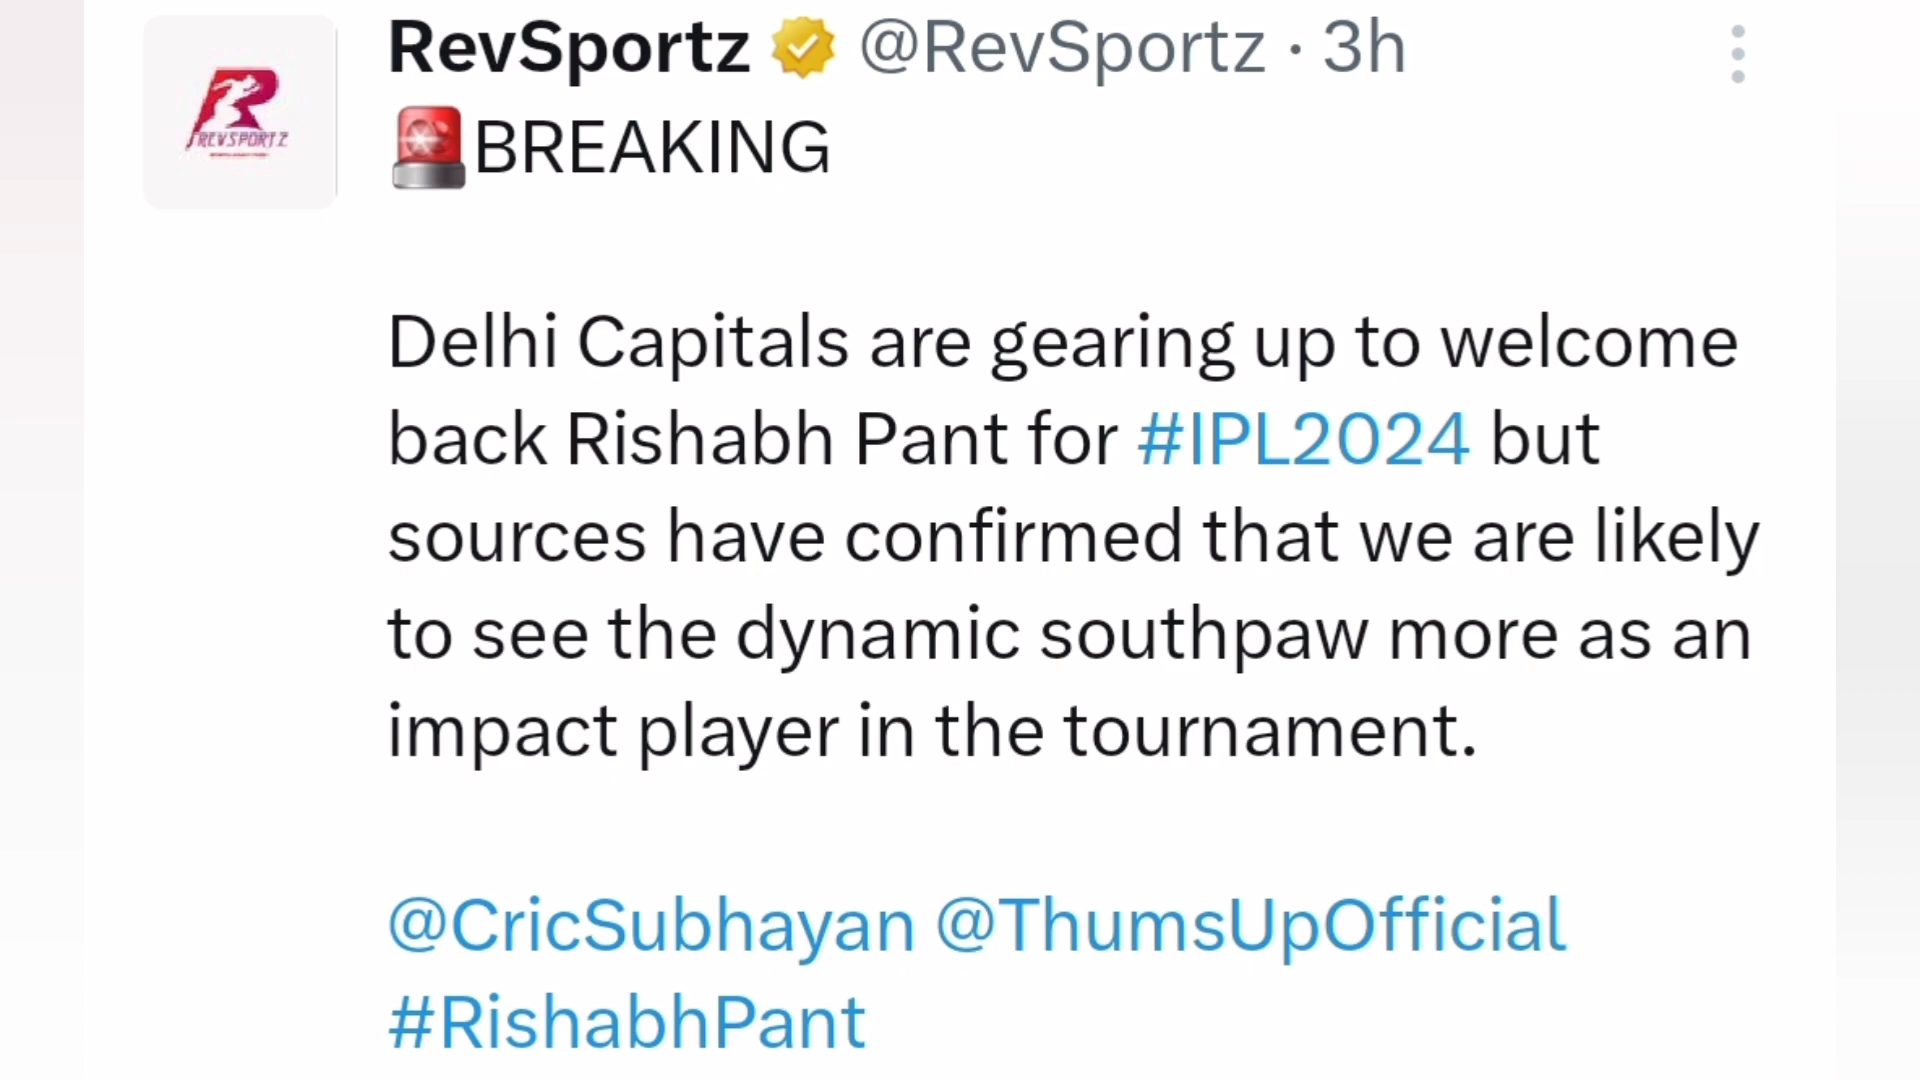 RevSportz @RevSportz · 3h
REVSPORTZ
🚨BREAKING
Delhi Capitals are gearing up to welcome
back Rishabh Pant for #IPL2024 but
sources have confirmed that we are likely
to see the dynamic southpaw more as an
impact player in the tournament.
@CricSubhayan @ThumsUpOfficial
#RishabhPant